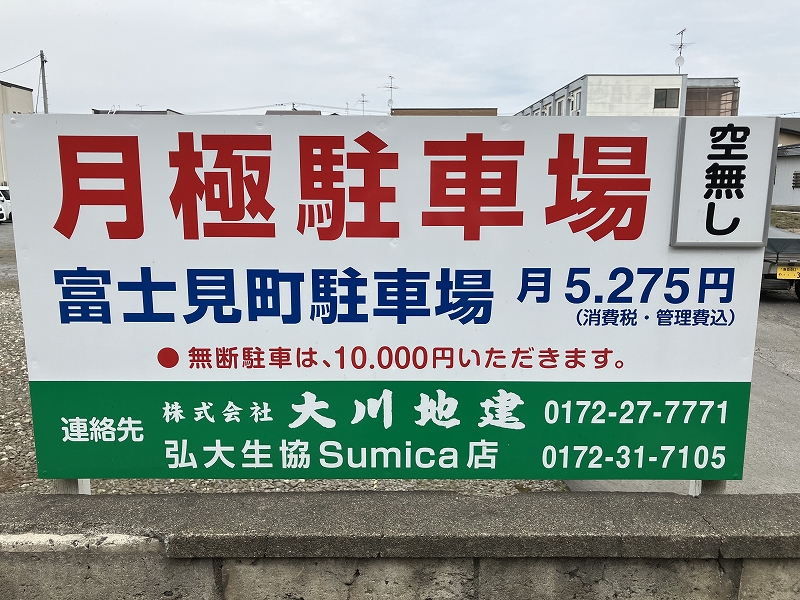 月極駐車場
空無し
富士見町駐車場 月5.275円
(消費税・管理費込)
●無断駐車は、10.000円いただきます。
連絡先
株式会社 大川地建 0172-27-7771
弘大生協Sumica店 0172-31-7105